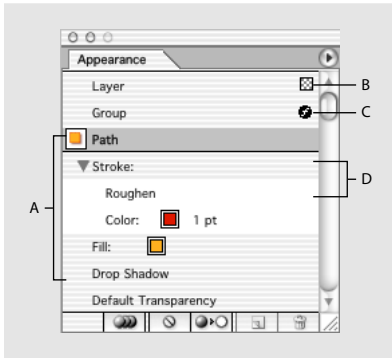 Appearance
Layer
B
Group
C
Path
Stroke:
D
Roughen
A
Color: 1 pt
Fill:
Drop Shadow
Default Transparency